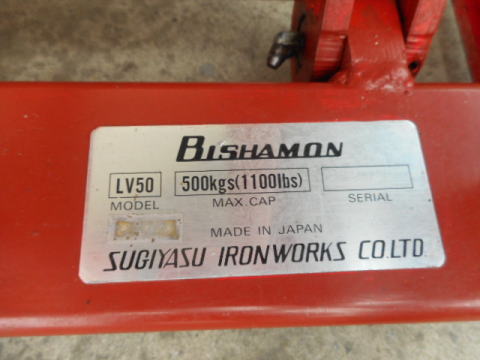 BISHAMON
LV50 500kgs(1100lbs)
MODEL MAX.CAP SERIAL
MADE IN JAPAN
SUGIYASU IRONWORKS CO.LTD.